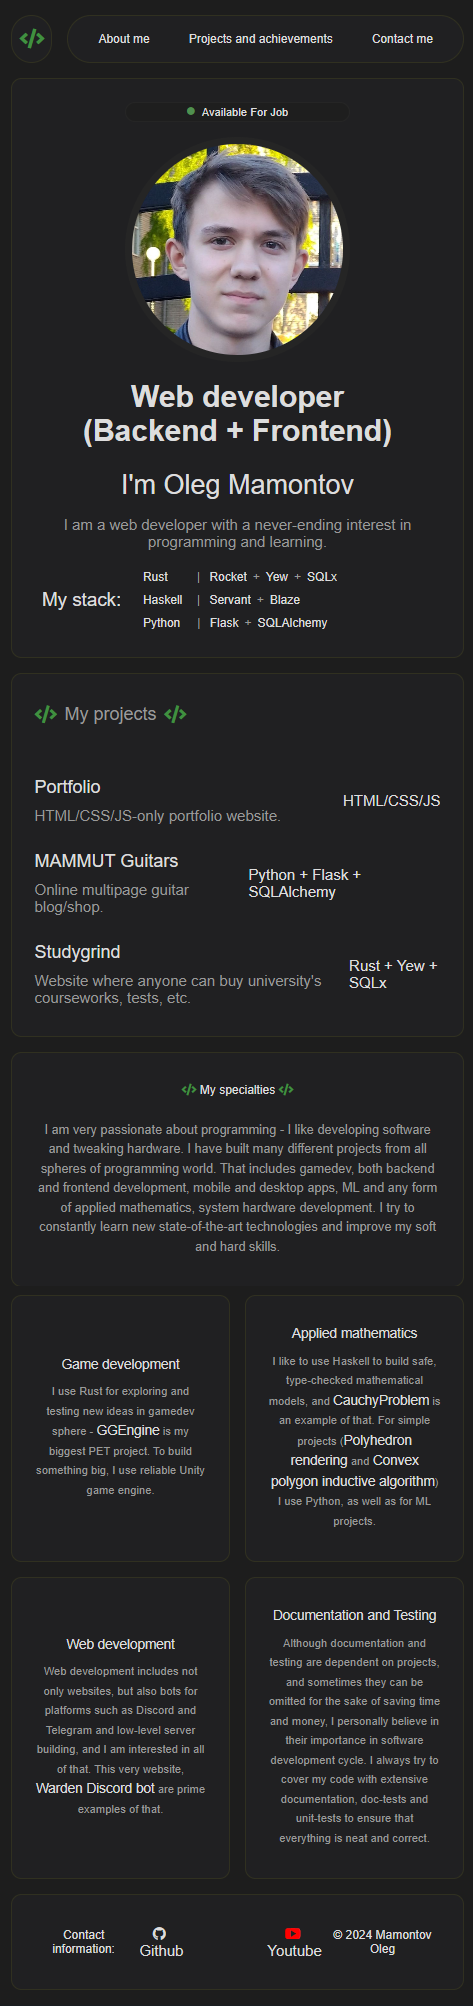 </> About me Projects and achievements Contact me
Available For Job
Web developer
(Backend + Frontend)
I'm Oleg Mamontov
I am a web developer with a never-ending interest in
programming and learning.
My stack:
Rust | Rocket + Yew + SQLx
Haskell | Servant + Blaze
Python | Flask + SQLAlchemy
</> My projects </>
Portfolio
HTML/CSS/JS-only portfolio website.
HTML/CSS/JS
MAMMUT Guitars
Online multipage guitar
blog/shop.
Python + Flask +
SQLAlchemy
Studygrind
Website where anyone can buy university's
courseworks, tests, etc.
Rust + Yew +
SQLx
</> My specialties </>
I am very passionate about programming - I like developing software
and tweaking hardware. I have built many different projects from all
spheres of programming world. That includes gamedev, both backend
and frontend development, mobile and desktop apps, ML and any form
of applied mathematics, system hardware development. I try to
constantly learn new state-of-the-art technologies and improve my soft
and hard skills.
Game development
I use Rust for exploring and
testing new ideas in gamedev
sphere - GGEngine is my
biggest PET project. To build
something big, I use reliable Unity
game engine.
Applied mathematics
I like to use Haskell to build safe,
type-checked mathematical
models, and CauchyProblem is
an example of that. For simple
projects (Polyhedron
rendering and Convex
polygon inductive algorithm)
I use Python, as well as for ML
projects.
Web development
Web development includes not
only websites, but also bots for
platforms such as Discord and
Telegram and low-level server
building, and I am interested in all
of that. This very website,
Warden Discord bot are prime
examples of that.
Documentation and Testing
Although documentation and
testing are dependent on projects,
and sometimes they can be
omitted for the sake of saving time
and money, I personally believe in
their importance in software
development cycle. I always try to
cover my code with extensive
documentation, doc-tests and
unit-tests to ensure that
everything is neat and correct.
Contact
information:
Github
Youtube
© 2024 Mamontov
Oleg